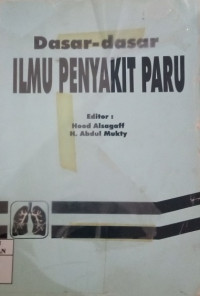 Dasar-dasar
ILMU PENYAKIT PARU
Editor :
Hood Alsagaff
H. Abdul Mukty